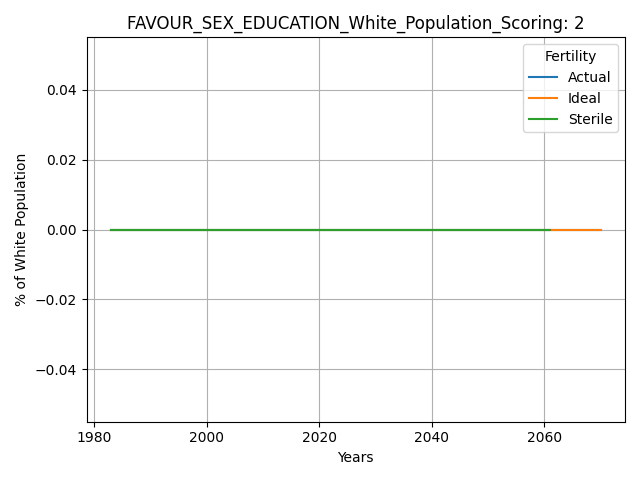 FAVOUR_SEX_EDUCATION_White_Population_Scoring: 2
Fertility
Actual
Ideal
Sterile
0.04
0.02
0.00
−0.02
−0.04
% of White Population
1980
2000
2020
2040
2060
Years